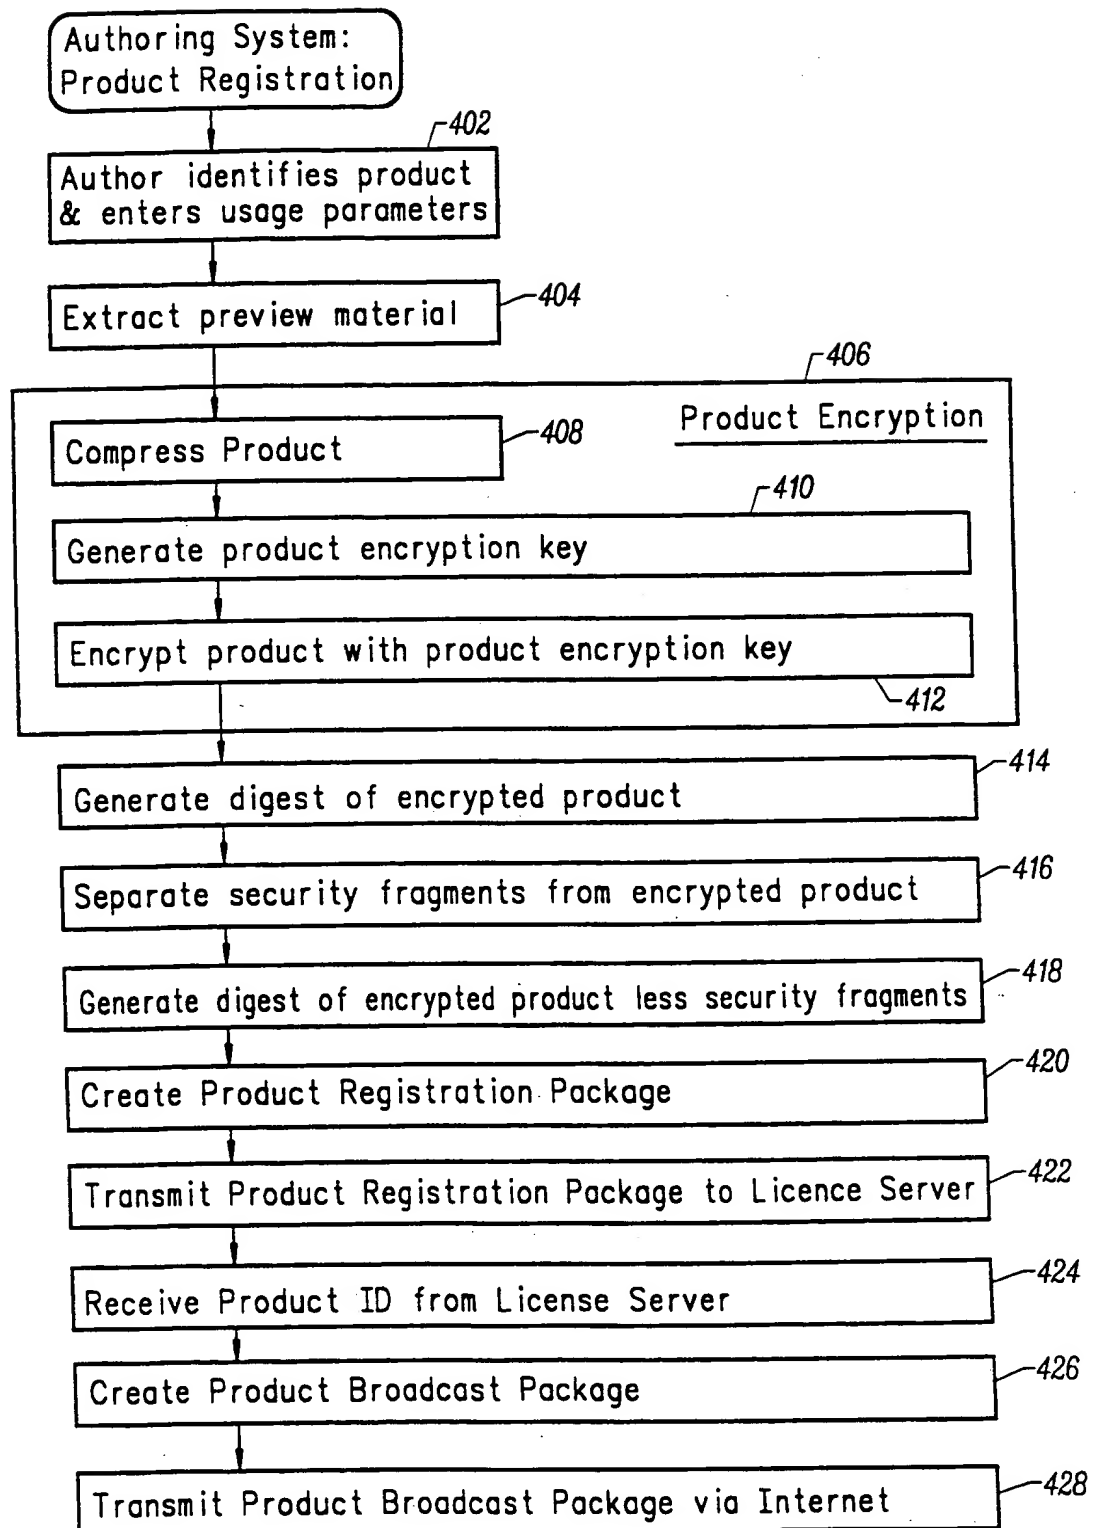 Authoring System:
Product Registration
402
Author identifies product
& enters usage parameters
404
Extract preview material
406
Product Encryption
408
Compress Product
410
Generate product encryption key
Encrypt product with product encryption key
412
414
Generate digest of encrypted product
416
Separate security fragments from encrypted product
418
Generate digest of encrypted product less security fragments
420
Create Product Registration Package
422
Transmit Product Registration Package to Licence Server
424
Receive Product ID from License Server
426
Create Product Broadcast Package
428
Transmit Product Broadcast Package via Internet